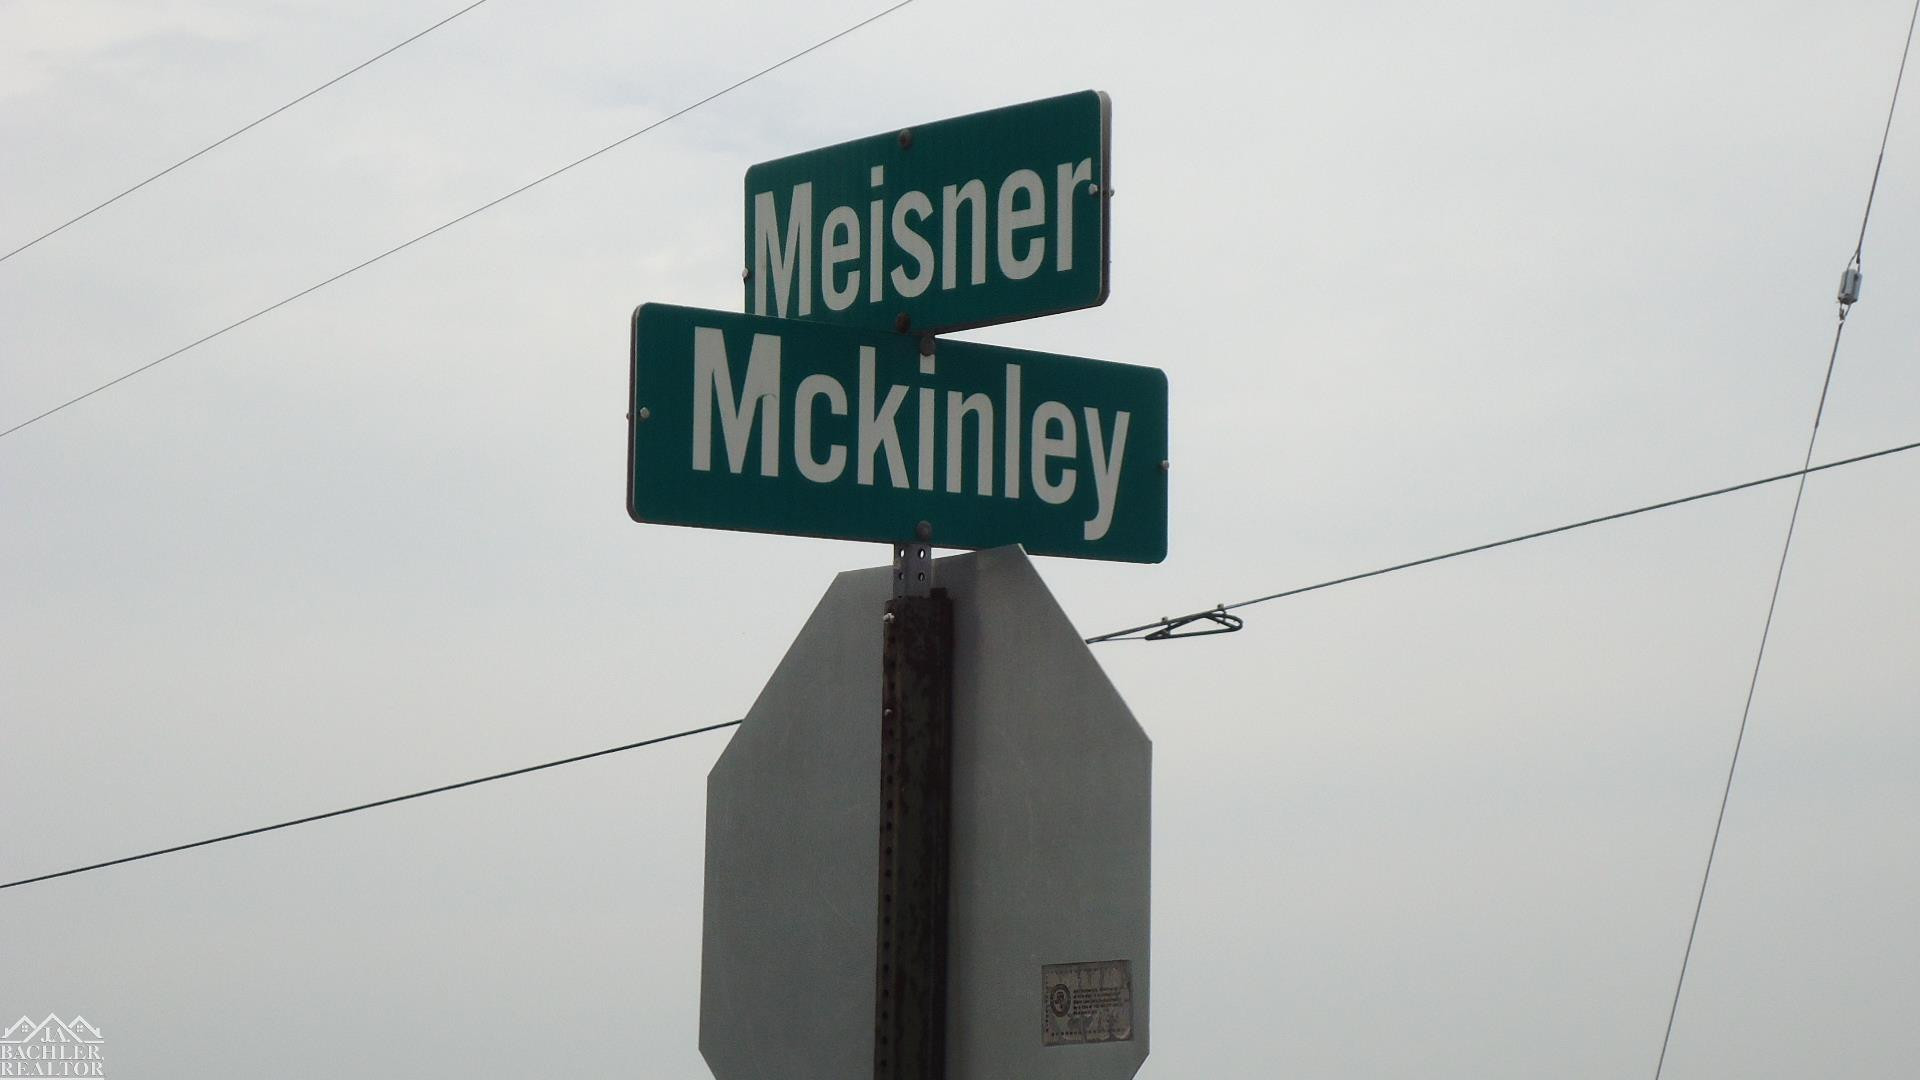 Meisner
Mckinley
J.A.
BACHLER,
REALTOR